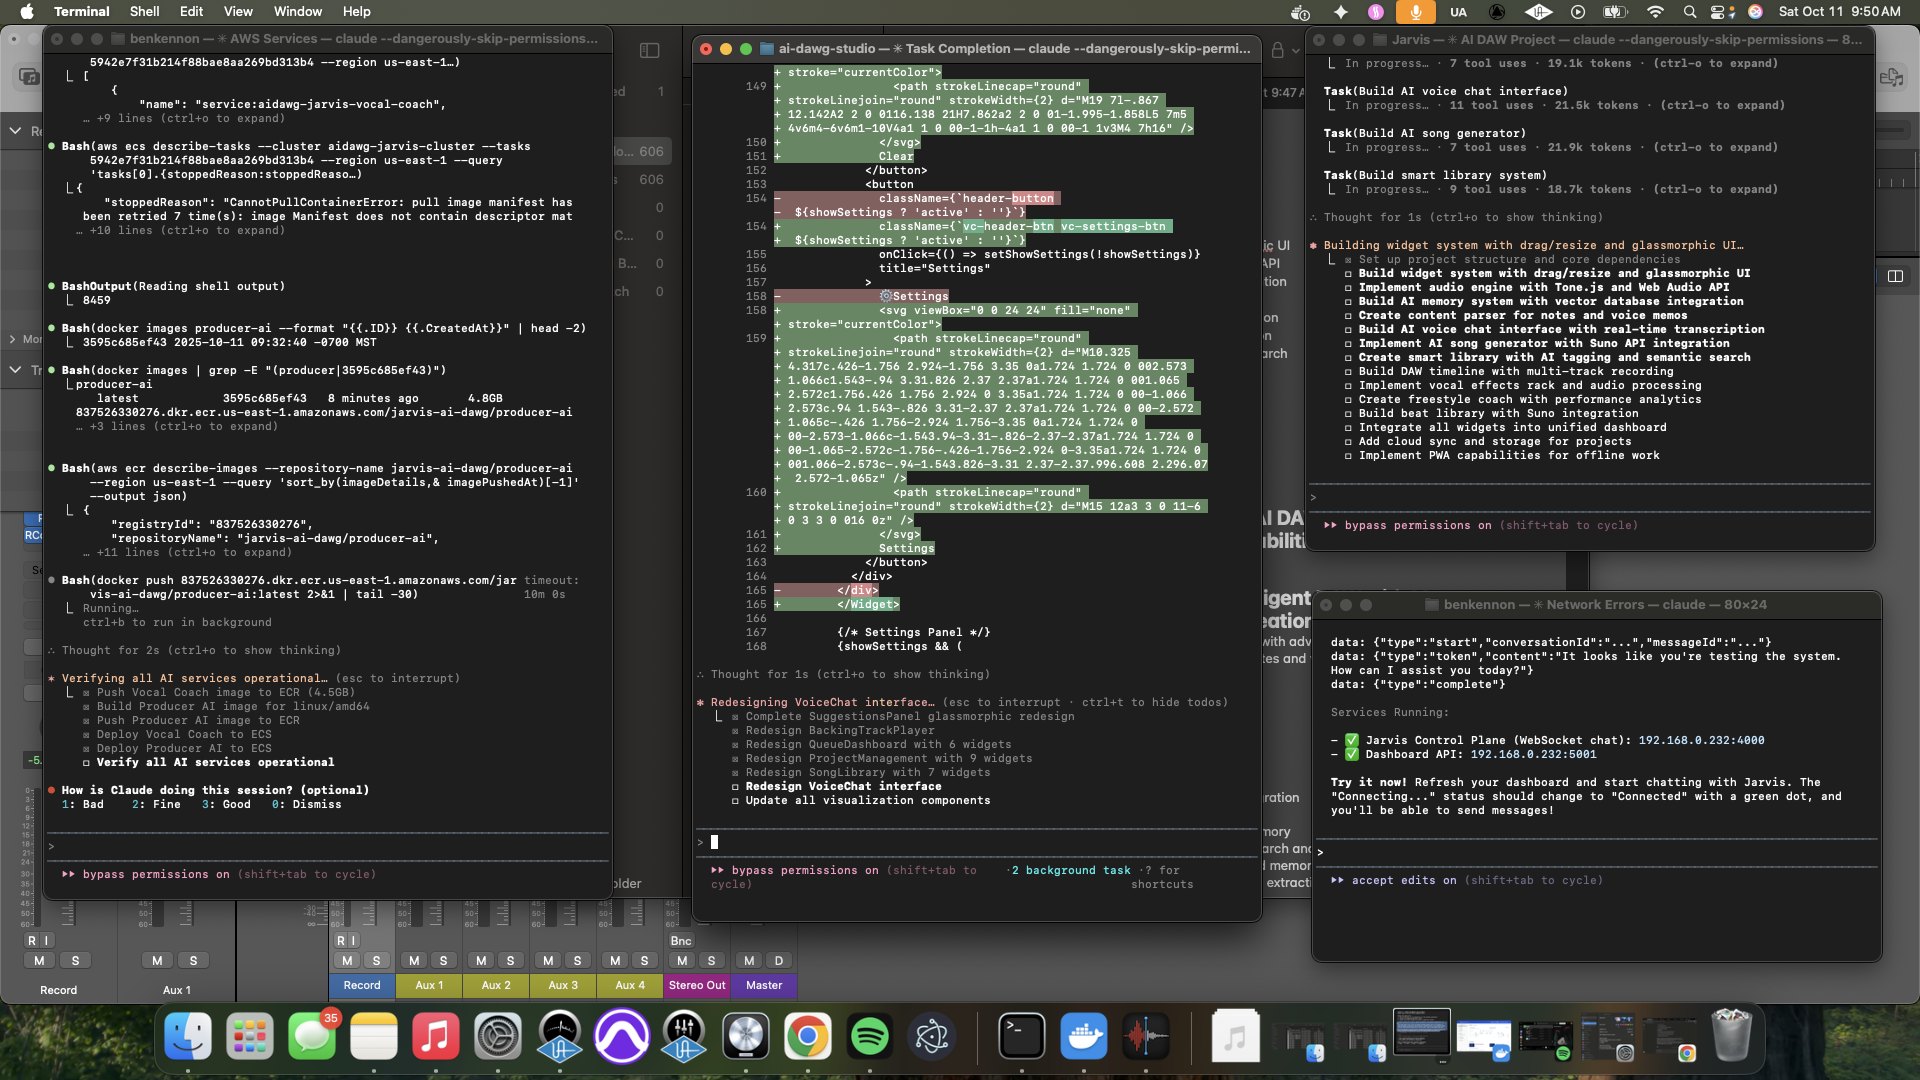 Terminal Shell Edit View Window Help
UA Sat Oct 11 9:50 AM
benkennon — ✳ AWS Services — claude --dangerously-skip-permissions...
5942e7f31b214f88bae8aa269bd313b4 --region us-east-1…)
[
{
"name": "service:aidawg-jarvis-vocal-coach",
… +9 lines (ctrl+o to expand)
Bash(aws ecs describe-tasks --cluster aidawg-jarvis-cluster --tasks
5942e7f31b214f88bae8aa269bd313b4 --region us-east-1 --query
'tasks[0].{stoppedReason:stoppedReaso…)
{
"stoppedReason": "CannotPullContainerError: pull image manifest has
been retried 7 time(s): image Manifest does not contain descriptor mat
… +10 lines (ctrl+o to expand)
BashOutput(Reading shell output)
8459
Bash(docker images producer-ai --format "{{.ID}} {{.CreatedAt}}" | head -2)
3595c685ef43 2025-10-11 09:32:40 -0700 MST
Bash(docker images | grep -E "(producer|3595c685ef43)")
producer-ai
latest 3595c685ef43 8 minutes ago 4.8GB
837526330276.dkr.ecr.us-east-1.amazonaws.com/jarvis-ai-dawg/producer-ai
… +3 lines (ctrl+o to expand)
Bash(aws ecr describe-images --repository-name jarvis-ai-dawg/producer-ai
--region us-east-1 --query 'sort_by(imageDetails,& imagePushedAt)[-1]'
--output json)
{
"registryId": "837526330276",
"repositoryName": "jarvis-ai-dawg/producer-ai",
… +11 lines (ctrl+o to expand)
Bash(docker push 837526330276.dkr.ecr.us-east-1.amazonaws.com/jar timeout:
vis-ai-dawg/producer-ai:latest 2>&1 | tail -30) 10m 0s
Running…
ctrl+b to run in background
∴ Thought for 2s (ctrl+o to show thinking)
✶ Verifying all AI services operational… (esc to interrupt)
☒ Push Vocal Coach image to ECR (4.5GB)
☒ Build Producer AI image for linux/amd64
☒ Push Producer AI image to ECR
☒ Deploy Vocal Coach to ECS
☒ Deploy Producer AI to ECS
☐ Verify all AI services operational
● How is Claude doing this session? (optional)
1: Bad 2: Fine 3: Good 0: Dismiss
>
⏵⏵ bypass permissions on (shift+tab to cycle)
ai-dawg-studio — ✳ Task Completion — claude --dangerously-skip-permi...
+ stroke="currentColor">
149 + <path strokeLinecap="round"
+ strokeLinejoin="round" strokeWidth={2} d="M19 7l-.867
+ 12.142A2 2 0 0116.138 21H7.862a2 2 0 01-1.995-1.858L5 7m5
+ 4v6m4-6v6m1-10V4a1 1 0 00-1-1h-4a1 1 0 00-1 1v3M4 7h16" />
150 + </svg>
151 + Clear
152 </button>
153 <button
154 - className={`header-button
- ${showSettings ? 'active' : ''}`}
154 + className={`vc-header-btn vc-settings-btn
+ ${showSettings ? 'active' : ''}`}
155 onClick={() => setShowSettings(!showSettings)}
156 title="Settings"
157 >
158 - ⚙️Settings
158 + <svg viewBox="0 0 24 24" fill="none"
+ stroke="currentColor">
159 + <path strokeLinecap="round"
+ strokeLinejoin="round" strokeWidth={2} d="M10.325
+ 4.317c.426-1.756 2.924-1.756 3.35 0a1.724 1.724 0 002.573
+ 1.066c1.543-.94 3.31.826 2.37 2.37a1.724 1.724 0 001.065
+ 2.572c1.756.426 1.756 2.924 0 3.35a1.724 1.724 0 00-1.066
+ 2.573c.94 1.543-.826 3.31-2.37 2.37a1.724 1.724 0 00-2.572
+ 1.065c-.426 1.756-2.924 1.756-3.35 0a1.724 1.724 0
+ 00-2.573-1.066c-1.543.94-3.31-.826-2.37-2.37a1.724 1.724 0
+ 00-1.065-2.572c-1.756-.426-1.756-2.924 0-3.35a1.724 1.724 0
+ 001.066-2.573c-.94-1.543.826-3.31 2.37-2.37.996.608 2.296.07
+ 2.572-1.065z" />
160 + <path strokeLinecap="round"
+ strokeLinejoin="round" strokeWidth={2} d="M15 12a3 3 0 11-6
+ 0 3 3 0 016 0z" />
161 + </svg>
162 + Settings
163 </button>
164 </div>
165 - </div>
165 + </Widget>
166
167 {/* Settings Panel */}
168 {showSettings && (
∴ Thought for 1s (ctrl+o to show thinking)
✱ Redesigning VoiceChat interface… (esc to interrupt · ctrl+t to hide todos)
☒ Complete SuggestionsPanel glassmorphic redesign
☒ Redesign BackingTrackPlayer
☒ Redesign QueueDashboard with 6 widgets
☒ Redesign ProjectManagement with 9 widgets
☒ Redesign SongLibrary with 7 widgets
☐ Redesign VoiceChat interface
☐ Update all visualization components
>
⏵⏵ bypass permissions on (shift+tab to cycle) · 2 background task · ? for shortcuts
Jarvis — ✳ AI DAW Project — claude --dangerously-skip-permissions — 8...
In progress… · 7 tool uses · 19.1k tokens · (ctrl-o to expand)
Task(Build AI voice chat interface)
In progress… · 11 tool uses · 21.5k tokens · (ctrl-o to expand)
Task(Build AI song generator)
In progress… · 7 tool uses · 21.9k tokens · (ctrl-o to expand)
Task(Build smart library system)
In progress… · 9 tool uses · 18.7k tokens · (ctrl-o to expand)
∴ Thought for 1s (ctrl+o to show thinking)
✱ Building widget system with drag/resize and glassmorphic UI…
☒ Set up project structure and core dependencies
☐ Build widget system with drag/resize and glassmorphic UI
☐ Implement audio engine with Tone.js and Web Audio API
☐ Build AI memory system with vector database integration
☐ Create content parser for notes and voice memos
☐ Build AI voice chat interface with real-time transcription
☐ Implement AI song generator with Suno API integration
☐ Create smart library with AI tagging and semantic search
☐ Build DAW timeline with multi-track recording
☐ Implement vocal effects rack and audio processing
☐ Create freestyle coach with performance analytics
☐ Build beat library with Suno integration
☐ Integrate all widgets into unified dashboard
☐ Add cloud sync and storage for projects
☐ Implement PWA capabilities for offline work
>
⏵⏵ bypass permissions on (shift+tab to cycle)
benkennon — ✳ Network Errors — claude — 80×24
data: {"type":"start","conversationId":"...","messageId":"..."}
data: {"type":"token","content":"It looks like you're testing the system.
How can I assist you today?"}
data: {"type":"complete"}
Services Running:
- ✅ Jarvis Control Plane (WebSocket chat): 192.168.0.232:4000
- ✅ Dashboard API: 192.168.0.232:5001
Try it now! Refresh your dashboard and start chatting with Jarvis. The
"Connecting..." status should change to "Connected" with a green dot, and
you'll be able to send messages!
>
⏵⏵ accept edits on (shift+tab to cycle)
606
606
R I
M S
Record
M S
Aux 1
R I
M S M S M S M S M S
Bnc
M S M D
Record Aux 1 Aux 2 Aux 3 Aux 4 Stereo Out Master
35